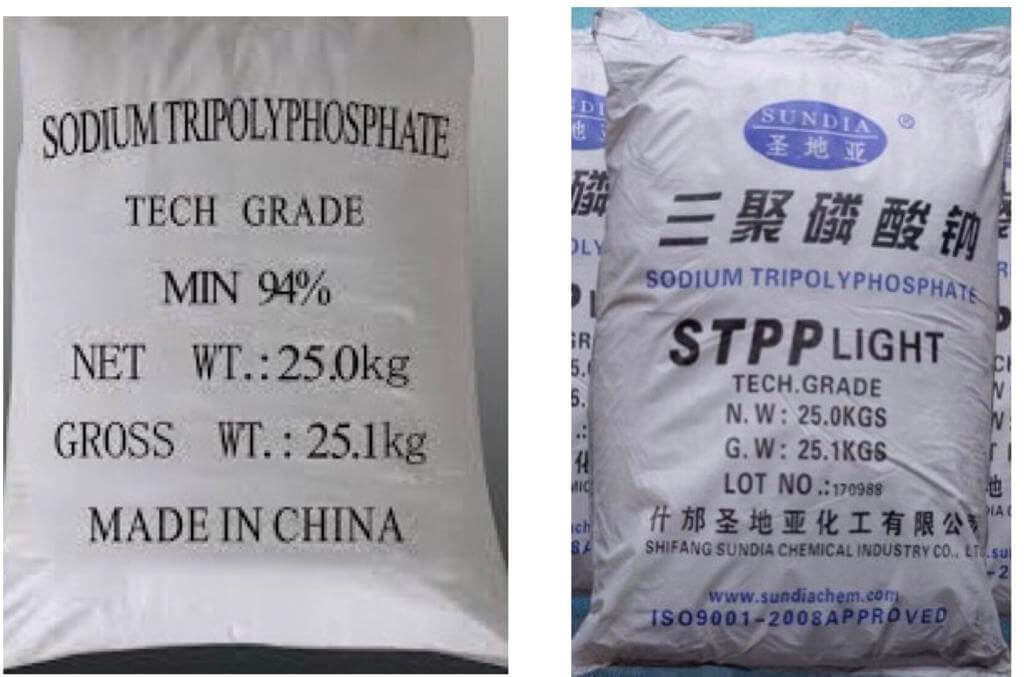 SODIUM TRIPOLYPHOSPHATE
TECH GRADE
MIN 94%
NET WT.: 25.0kg
GROSS WT.: 25.1kg
MADE IN CHINA
SUNDIA ®
圣地亚
三聚磷酸钠
SODIUM TRIPOLYPHOSPHATE
STPP LIGHT
TECH.GRADE
N.W: 25.0KGS
G.W: 25.1KGS
LOT NO.:170988
什邡圣地亚化工有限公
SHIFANG SUNDIA CHEMICAL INDUSTRY CO.,
www.sundiachem.com
ISO9001-2008APPROVED